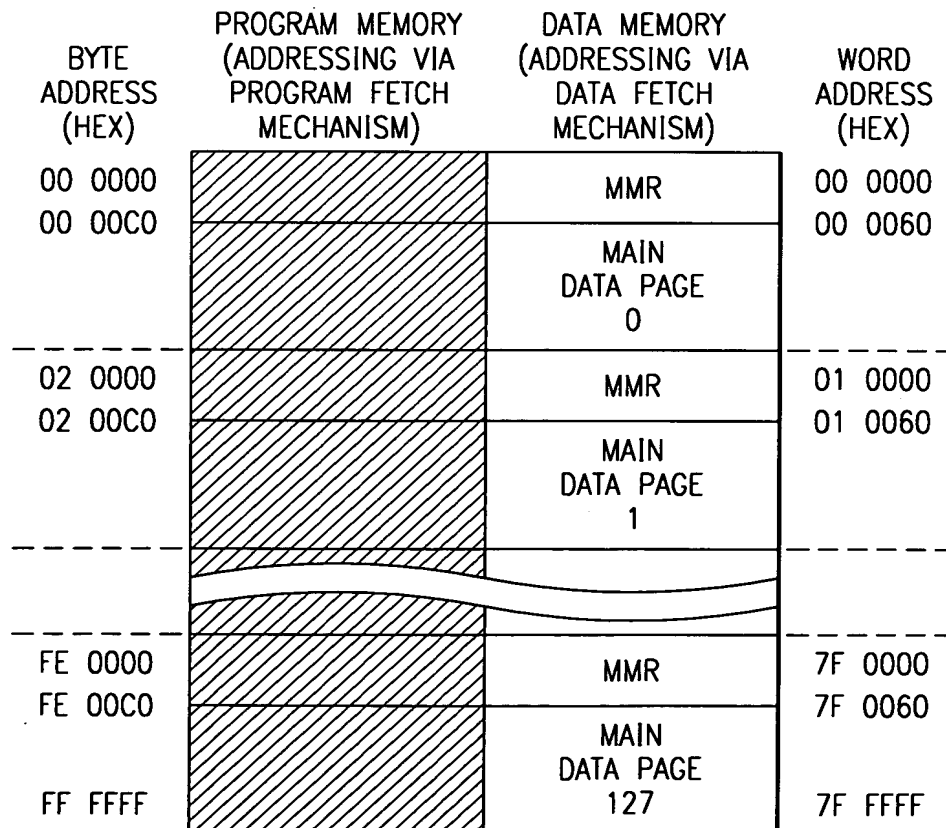 BYTE ADDRESS (HEX)
PROGRAM MEMORY (ADDRESSING VIA PROGRAM FETCH MECHANISM)
DATA MEMORY (ADDRESSING VIA DATA FETCH MECHANISM)
WORD ADDRESS (HEX)
00 0000 MMR 00 0000
00 00C0 00 0060
MAIN
DATA PAGE
0
02 0000 MMR 01 0000
02 00C0 01 0060
MAIN
DATA PAGE
1
FE 0000 MMR 7F 0000
FE 00C0 7F 0060
MAIN
DATA PAGE
FF FFFF 127 7F FFFF